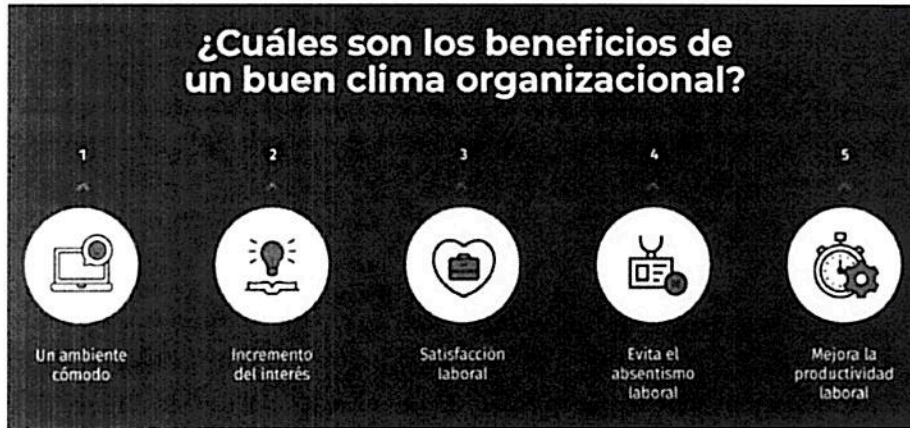 ¿Cuáles son los beneficios de
un buen clima organizacional?
1
2
3
4
5
Un ambiente
cómodo
Incremento
del interés
Satisfacción
laboral
Evita el
absentismo
laboral
Mejora la
productividad
laboral